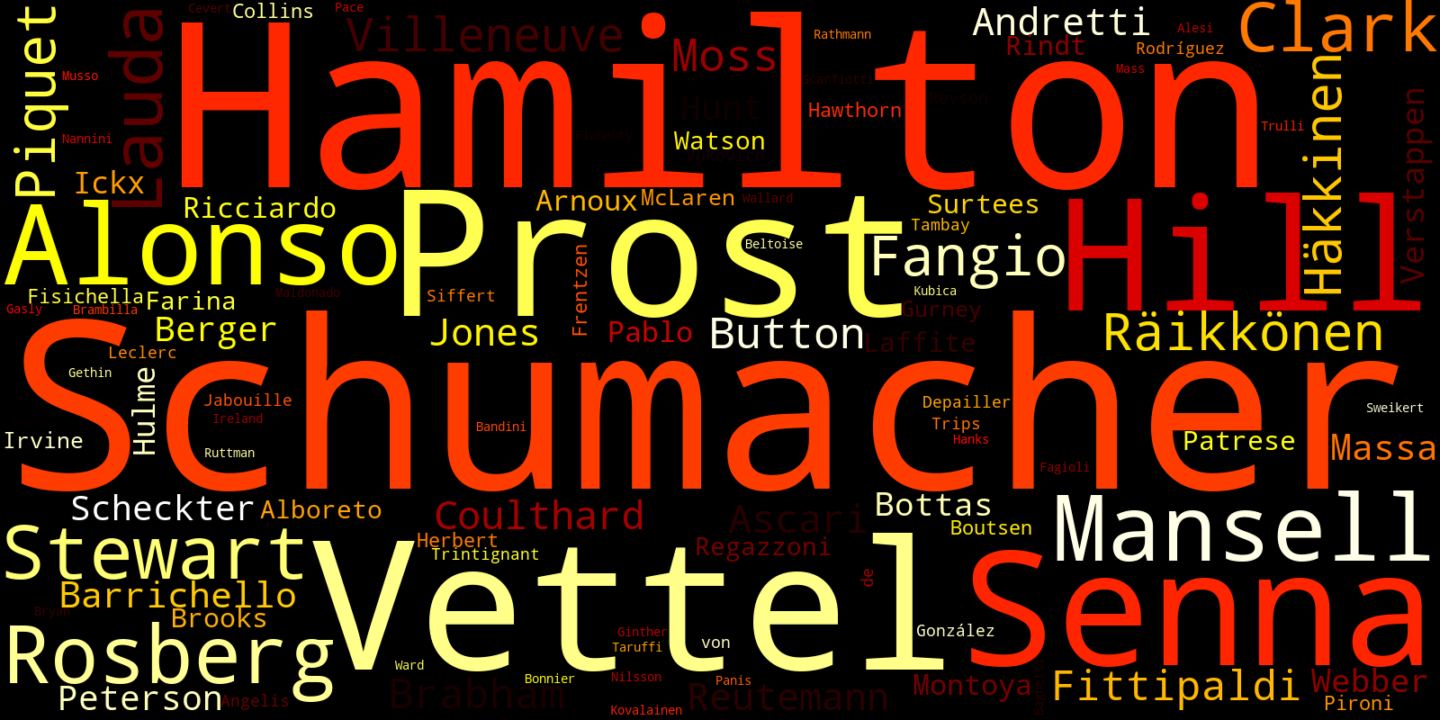 Cevert
Collins
Pace
Piquet
Lauda
Villeneuve
Hamilton
Moss
Rathmann
Andretti
Rindt
Rodríguez
Alesi
Clark
Musso
Scarfiotti
Mass
Hunt
Revson
Hawthorn
Nannini
Flaherty
Watson
Trulli
Häkkinen
Verstappen
Ickx
Alonso
Ricciardo
Prost
Arnoux
McLaren
Wallard
Surtees
Tambay
Hill
Beltoise
Fangio
Fisichella
Farina
Maldonado
Siffert
Frentzen
Kubica
Gasly
Brambilla
Gurney
Berger
Jones
Pablo
Button
Laffite
Räikkönen
Leclerc
Schumacher
Gethin
Hulme
Jabouille
Ireland
Bandini
Depailler
Trips
Hanks
Sweikert
Irvine
Ruttman
Patrese
Massa
Fagioli
Scheckter
Alboreto
Coulthard
Ascari
Bottas
Boutsen
Mansell
Stewart
Herbert
Trintignant
Regazzoni
Vettel
de
Senna
Barrichello
Brooks
Rosberg
Ginther
Taruffi
von
González
Ward
Bonnier
Nilsson
Panis
Peterson
Angelis
Brabham
Reutemann
Montoya
Fittipaldi
Webber
Pironi
Kovalainen